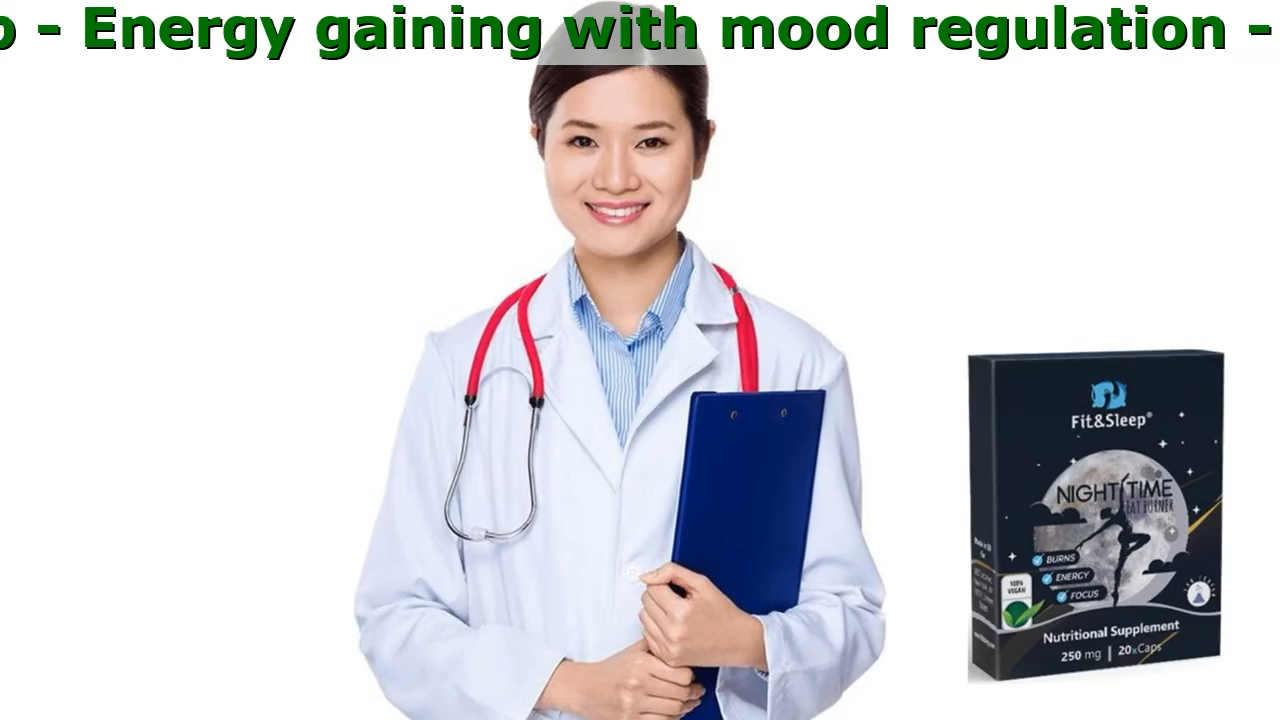 - Energy gaining with mood regulation -
Fit&Sleep®
NIGHT TIME
FAT BURNER
BURNS
ENERGY
FOCUS
100%
VEGAN
Nutritional Supplement
250 mg | 20xCaps